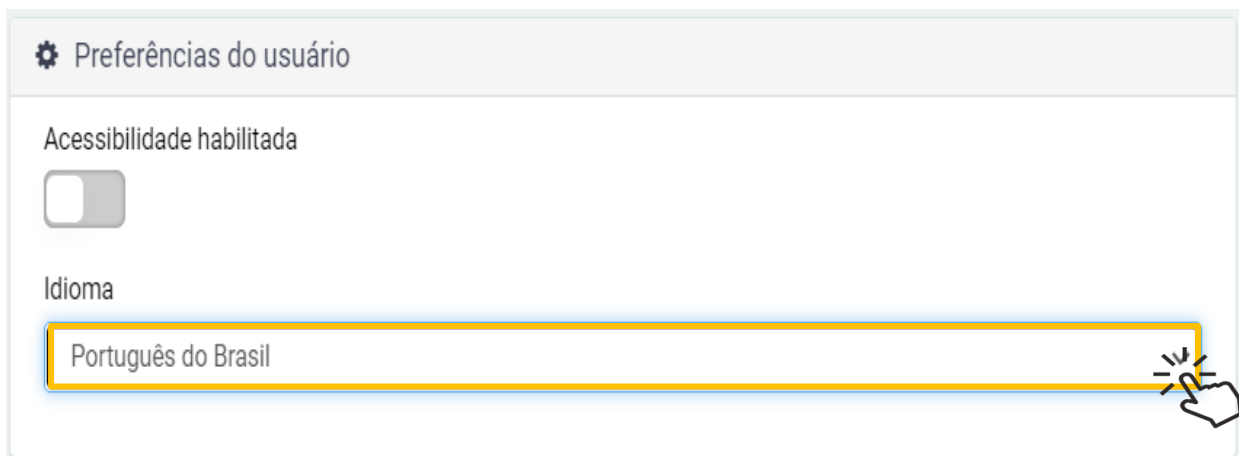 Preferências do usuário
Acessibilidade habilitada
Idioma
Português do Brasil